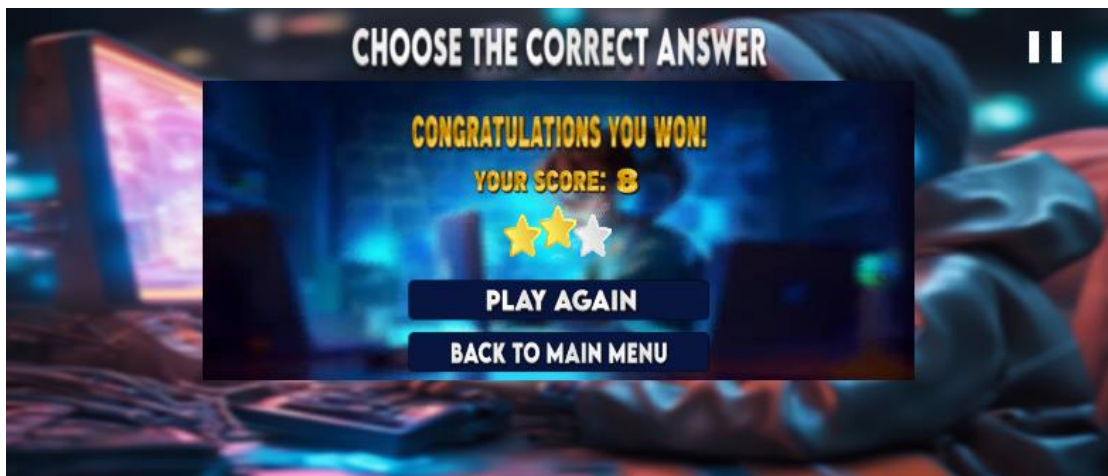 CHOOSE THE CORRECT ANSWER
CONGRATULATIONS YOU WON!
YOUR SCORE: 8
PLAY AGAIN
BACK TO MAIN MENU